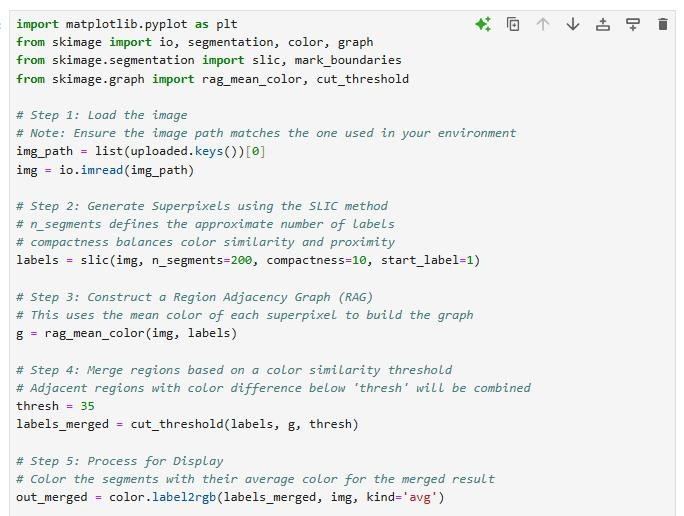 import matplotlib.pyplot as plt
from skimage import io, segmentation, color, graph
from skimage.segmentation import slic, mark_boundaries
from skimage.graph import rag_mean_color, cut_threshold

# Step 1: Load the image
# Note: Ensure the image path matches the one used in your environment
img_path = list(uploaded.keys())[0]
img = io.imread(img_path)

# Step 2: Generate Superpixels using the SLIC method
# n_segments defines the approximate number of labels
# compactness balances color similarity and proximity
labels = slic(img, n_segments=200, compactness=10, start_label=1)

# Step 3: Construct a Region Adjacency Graph (RAG)
# This uses the mean color of each superpixel to build the graph
g = rag_mean_color(img, labels)

# Step 4: Merge regions based on a color similarity threshold
# Adjacent regions with color difference below 'thresh' will be combined
thresh = 35
labels_merged = cut_threshold(labels, g, thresh)

# Step 5: Process for Display
# Color the segments with their average color for the merged result
out_merged = color.label2rgb(labels_merged, img, kind='avg')